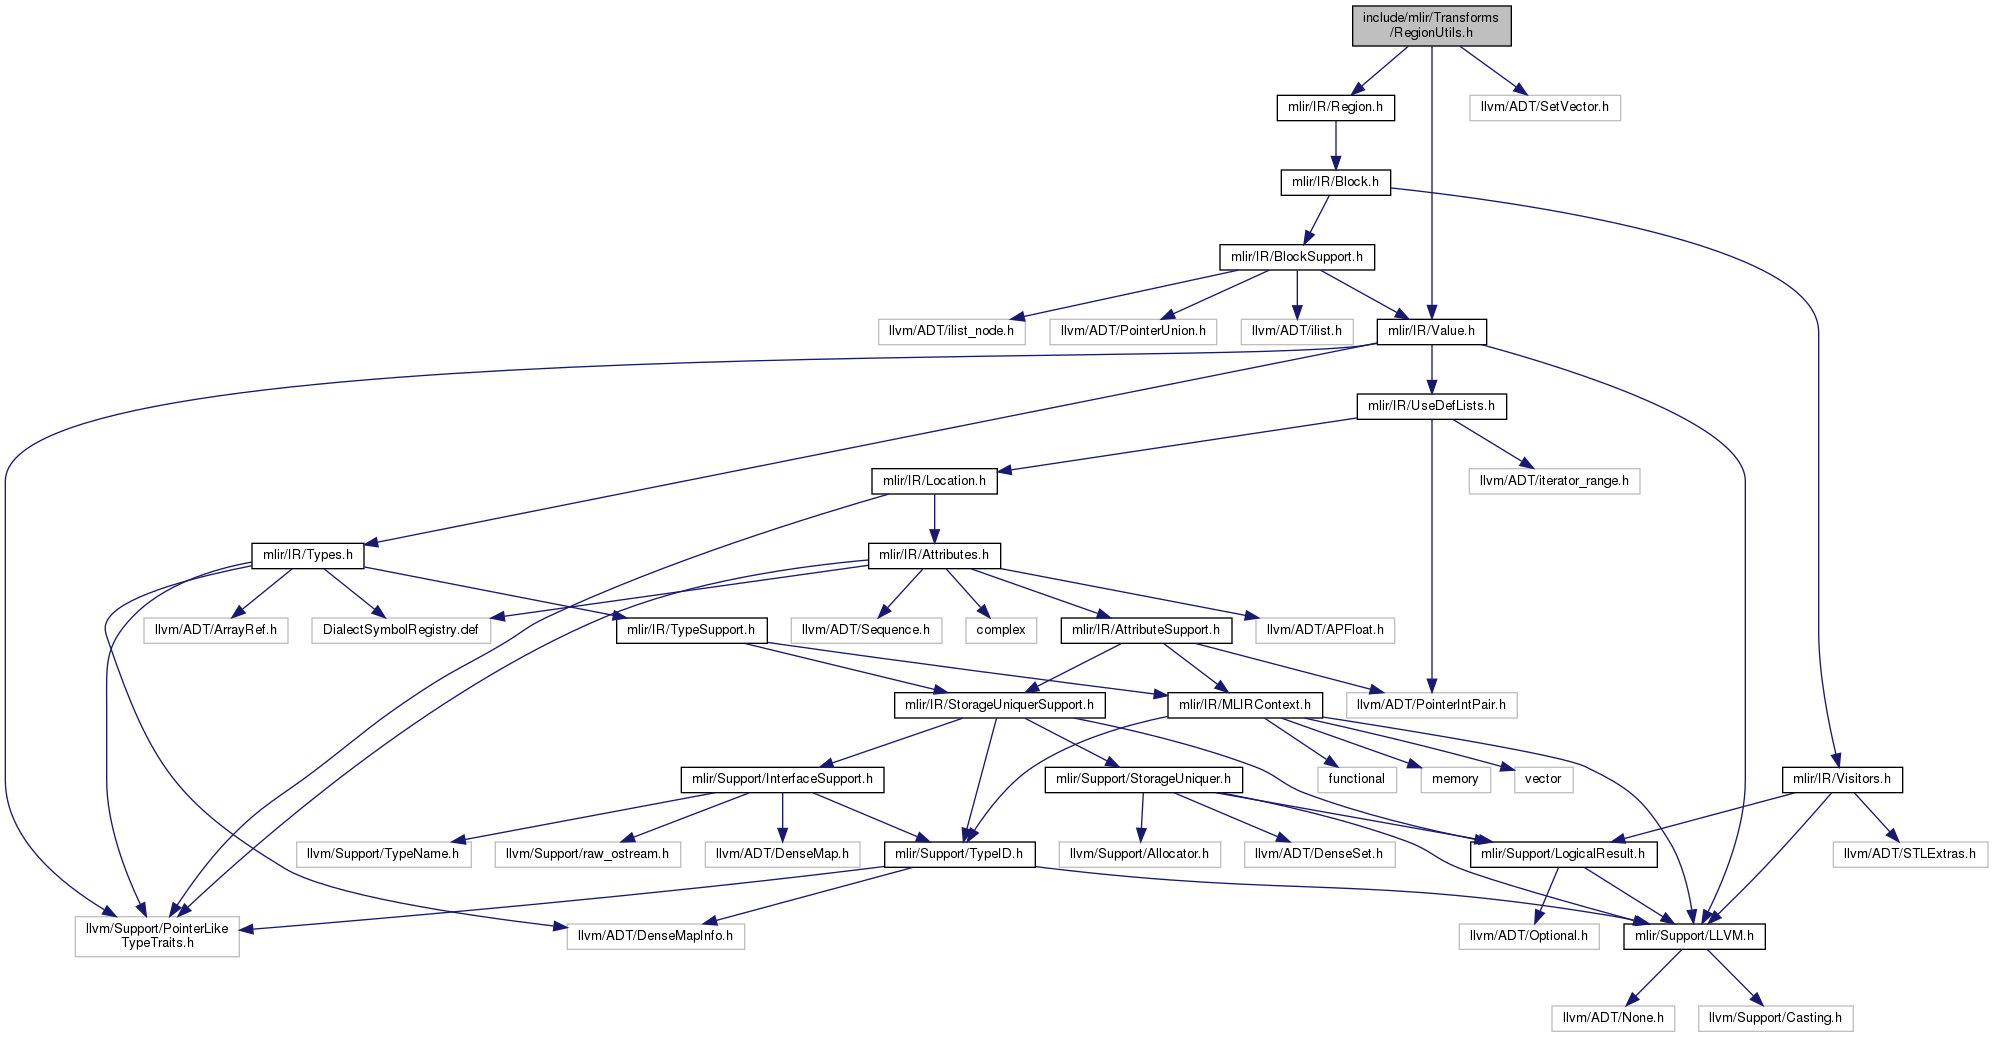 include/mlir/Transforms
/RegionUtils.h
mlir/IR/Region.h
llvm/ADT/SetVector.h
mlir/IR/Block.h
mlir/IR/BlockSupport.h
llvm/ADT/ilist_node.h
llvm/ADT/PointerUnion.h
llvm/ADT/ilist.h
mlir/IR/Value.h
mlir/IR/UseDefLists.h
mlir/IR/Location.h
llvm/ADT/iterator_range.h
mlir/IR/Types.h
mlir/IR/Attributes.h
llvm/ADT/ArrayRef.h
DialectSymbolRegistry.def
mlir/IR/TypeSupport.h
llvm/ADT/Sequence.h
complex
mlir/IR/AttributeSupport.h
llvm/ADT/APFloat.h
mlir/IR/StorageUniquerSupport.h
mlir/IR/MLIRContext.h
llvm/ADT/PointerIntPair.h
mlir/Support/InterfaceSupport.h
mlir/Support/StorageUniquer.h
functional
memory
vector
mlir/IR/Visitors.h
llvm/Support/TypeName.h
llvm/Support/raw_ostream.h
llvm/ADT/DenseMap.h
mlir/Support/TypeID.h
llvm/Support/Allocator.h
llvm/ADT/DenseSet.h
mlir/Support/LogicalResult.h
llvm/ADT/STLExtras.h
llvm/Support/PointerLike
TypeTraits.h
llvm/ADT/DenseMapInfo.h
llvm/ADT/Optional.h
mlir/Support/LLVM.h
llvm/ADT/None.h
llvm/Support/Casting.h